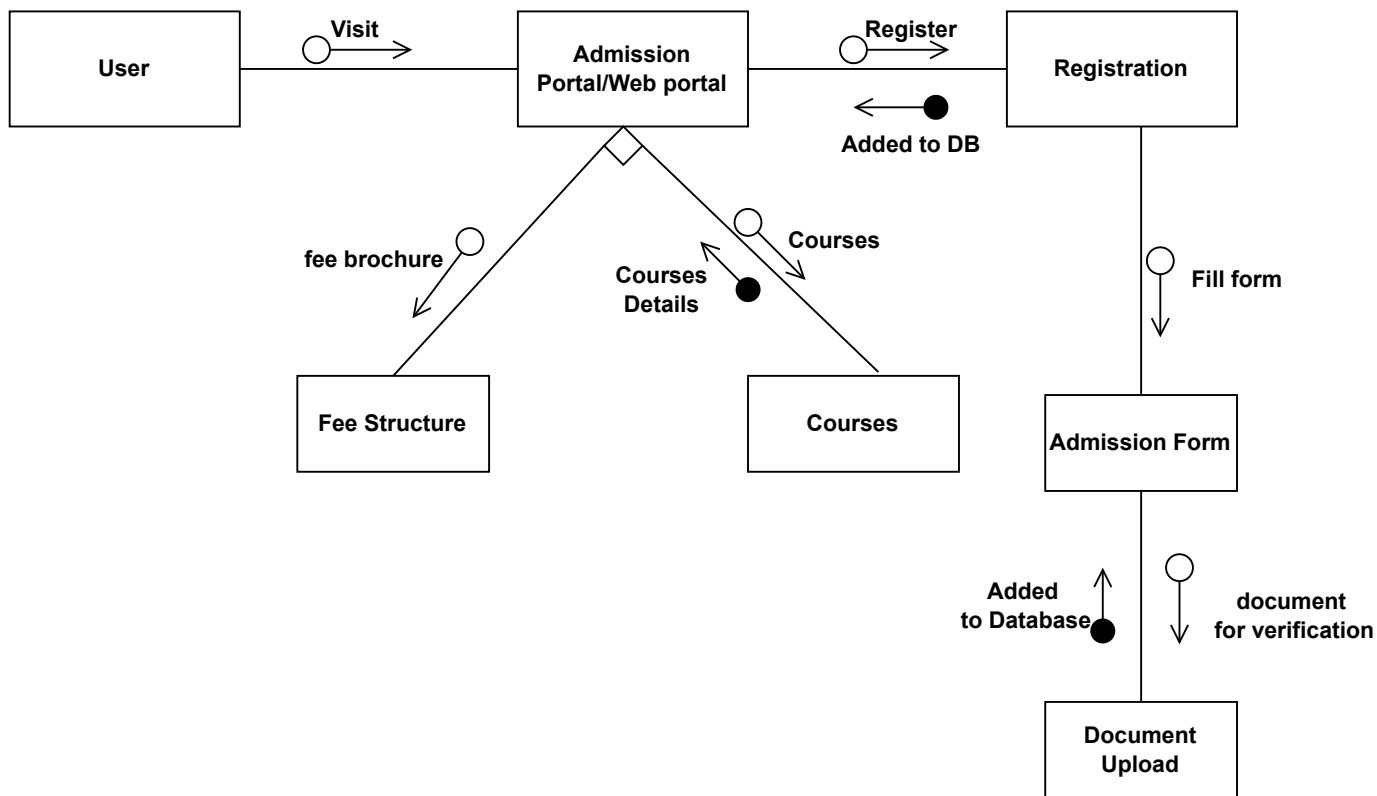 Visit
Register
User
Admission
Portal/Web portal
Registration
Added to DB
fee brochure
Courses
Courses
Details
Fill form
Fee Structure
Courses
Admission Form
Added
to Database
document
for verification
Document
Upload